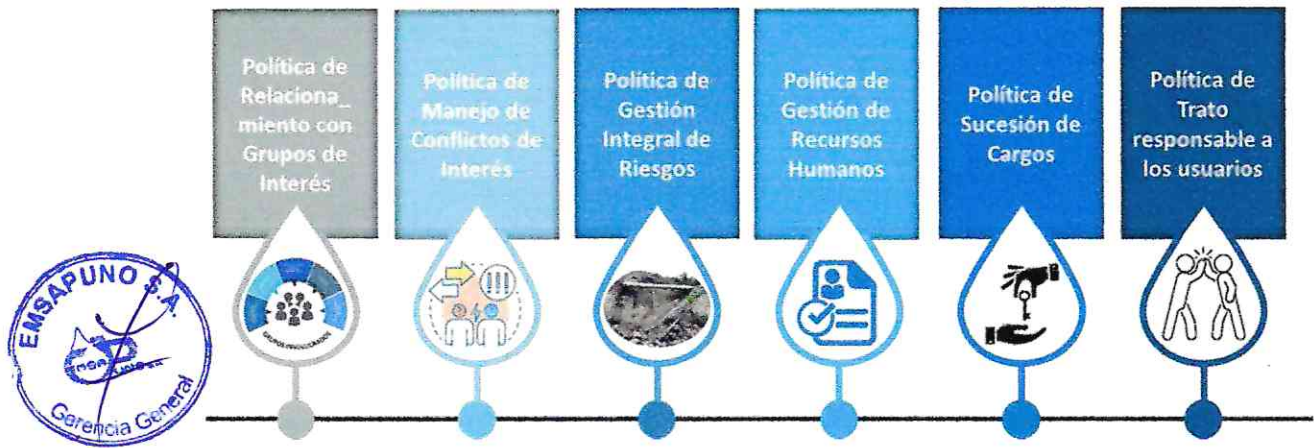 Política de
Relaciona_
miento con
Grupos de
Interés
Política de
Manejo de
Conflictos de
Interés
Política de
Gestión
Integral de
Riesgos
Política de
Gestión de
Recursos
Humanos
Política de
Sucesión de
Cargos
Política de
Trato
responsable a
los usuarios
EMSAPUNO S.A.
Gerencia General